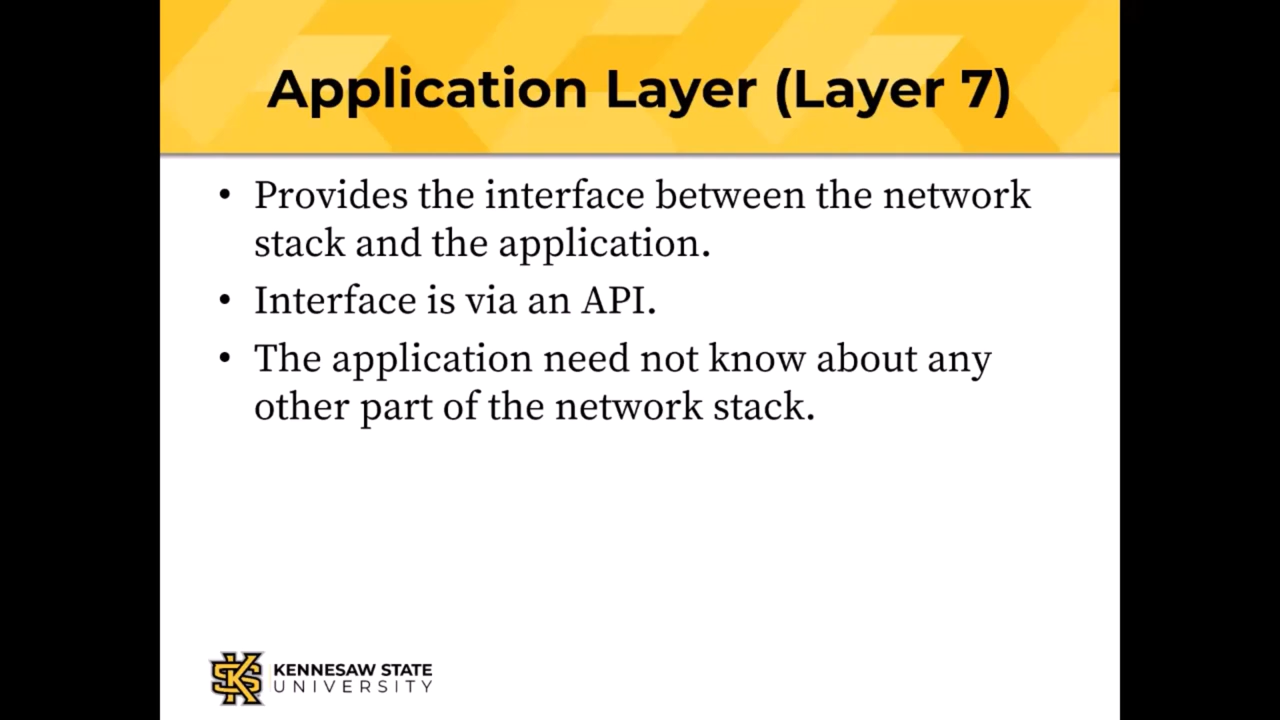 Application Layer (Layer 7)
• Provides the interface between the network
stack and the application.
• Interface is via an API.
• The application need not know about any
other part of the network stack.
KENNESAW STATE
UNIVERSITY